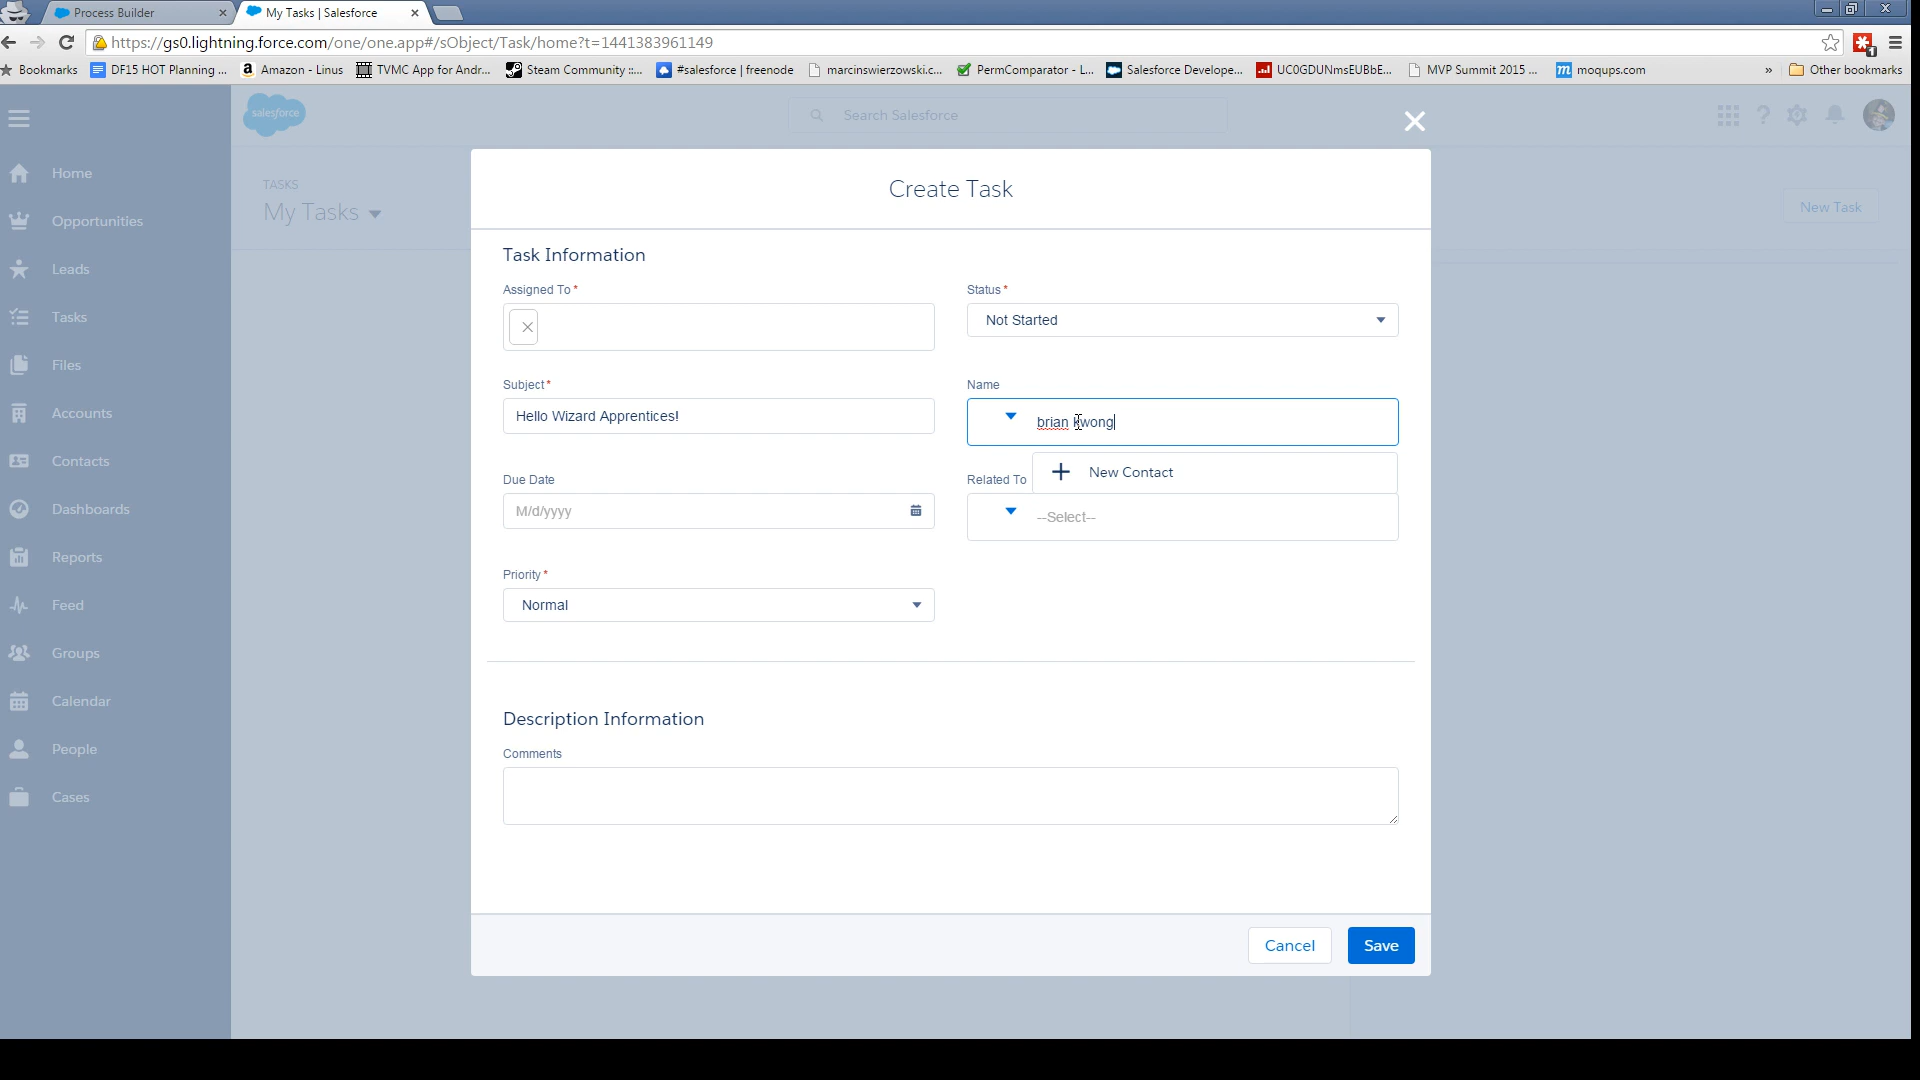 Process Builder
My Tasks | Salesforce
https://gs0.lightning.force.com/one/one.app#/sObject/Task/home?t=1441383961149
Bookmarks
DF15 HOT Planning ...
Amazon - Linus
TVMC App for Andr...
Steam Community ::...
#salesforce | freenode
marcinswierzowski.c...
PermComparator - L...
Salesforce Develope...
UC0GDUNmsEUBbE...
MVP Summit 2015 ...
moqups.com
»
Other bookmarks
salesforce
Search Salesforce
Home
Opportunities
Leads
Tasks
Files
Accounts
Contacts
Dashboards
Reports
Feed
Groups
Calendar
People
Cases
TASKS
My Tasks
New Task
Create Task
Task Information
Assigned To *
Status *
Not Started
Subject *
Hello Wizard Apprentices!
Name
brian kwong
New Contact
Due Date
M/d/yyyy
Related To
--Select--
Priority *
Normal
Description Information
Comments
Cancel
Save